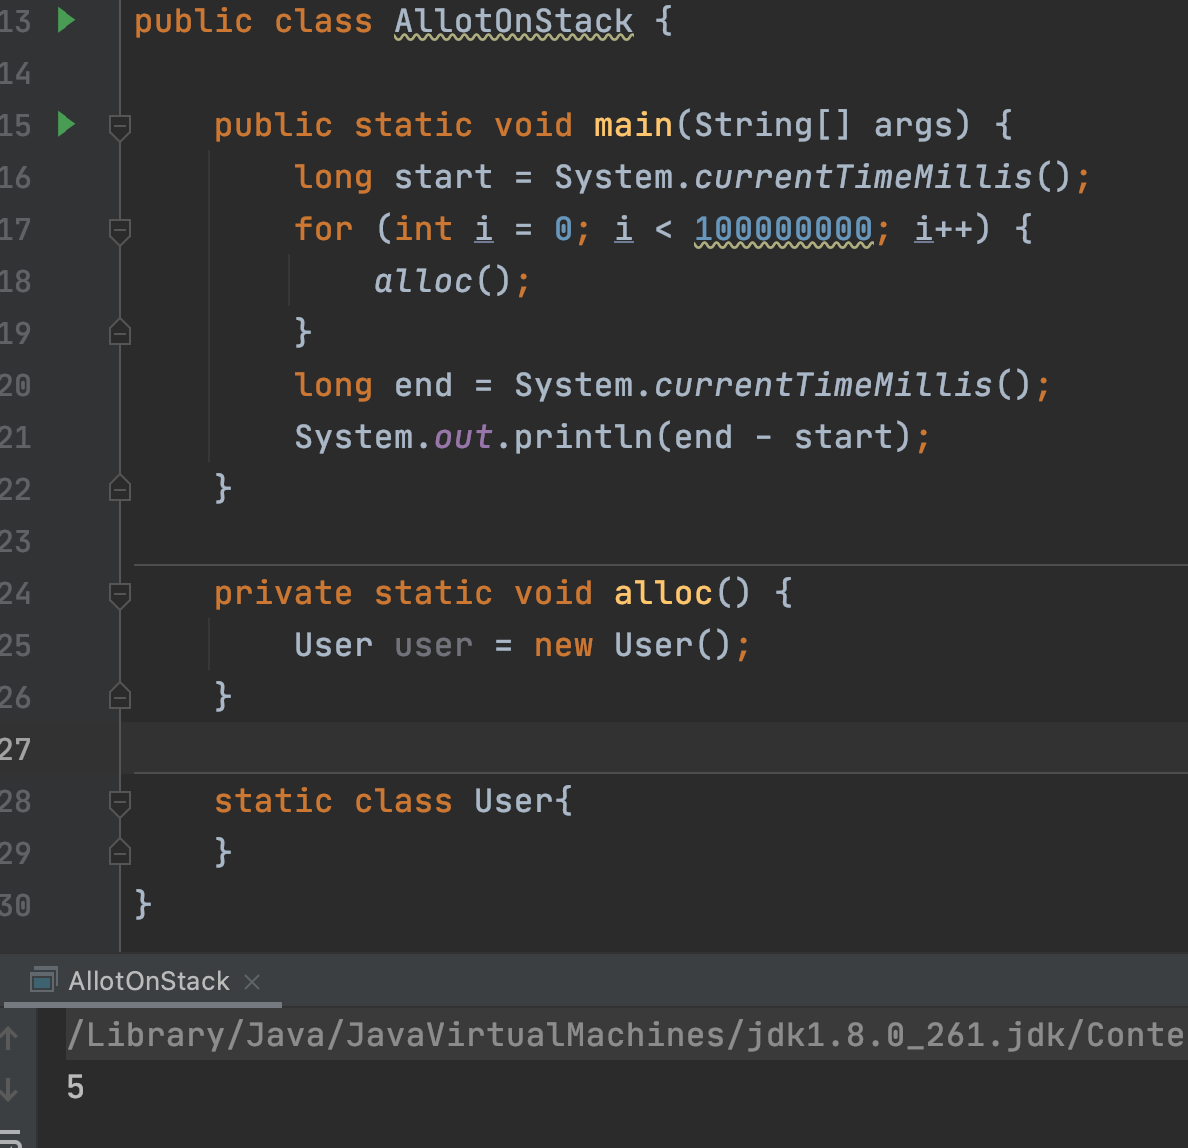 13 public class AllotOnStack {
14
15 public static void main(String[] args) {
16 long start = System.currentTimeMillis();
17 for (int i = 0; i < 100000000; i++) {
18 alloc();
19 }
20 long end = System.currentTimeMillis();
21 System.out.println(end - start);
22 }
23
24 private static void alloc() {
25 User user = new User();
26 }
27
28 static class User{
29 }
30 }
AllotOnStack ×
/Library/Java/JavaVirtualMachines/jdk1.8.0_261.jdk/Conte
5